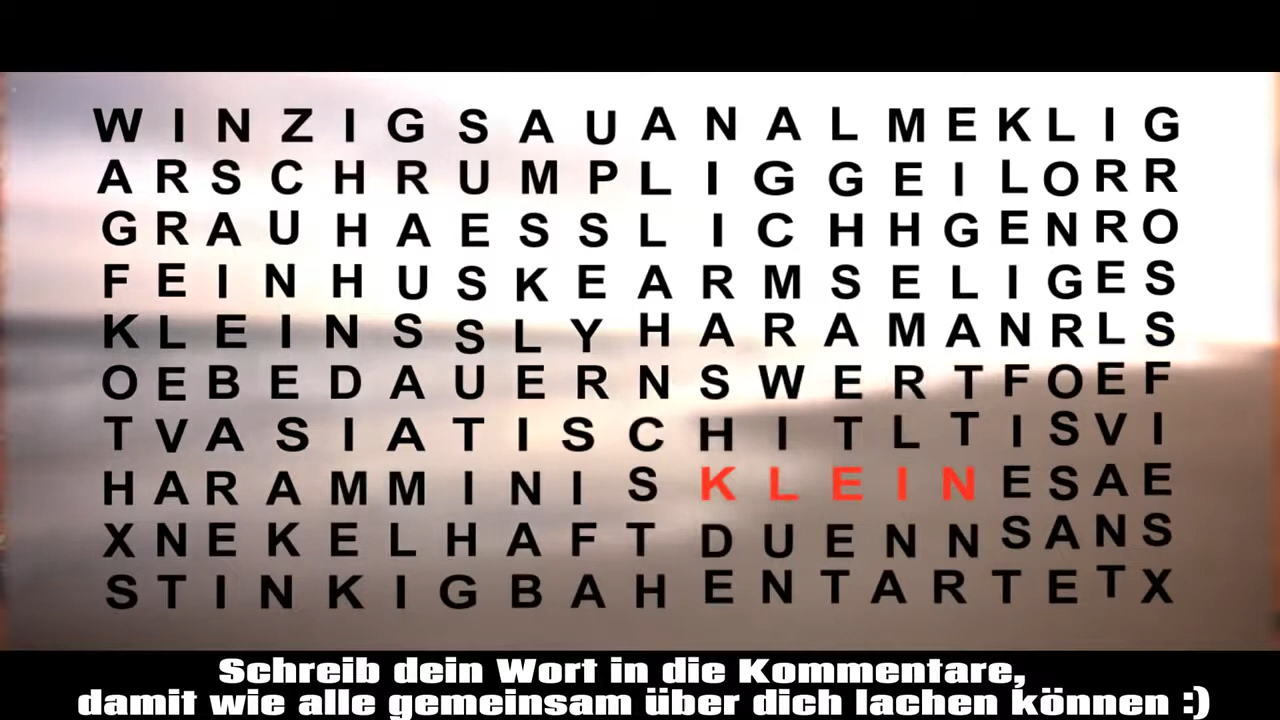 WINZIGSAUANALMEKLIG
ARSCHRUMPLIGGEILORR
GRAUHAESSLICHHGENRO
FEINHUSKEARMSELIGES
KLEINSSLYHARAMANRLS
OEBEDAUERNSWERTFOEF
TVASIATISCHITLTISVI
HARAMMINISKLEINESAE
XNEKELHAFTDUENNSANS
STINKIGBAHENTARTETX
Schreib dein Wort in die Kommentare,
damit wie alle gemeinsam über dich lachen können :)